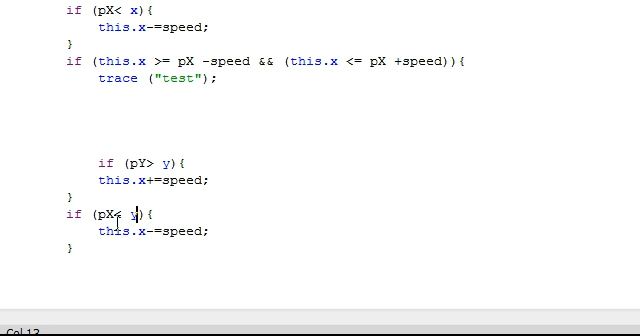 if (pX< x){
this.x-=speed;
}
if (this.x >= pX -speed && (this.x <= pX +speed)){
trace ("test");
if (pY> y){
this.x+=speed;
}
if (pX< y){
this.x-=speed;
}
Col 13